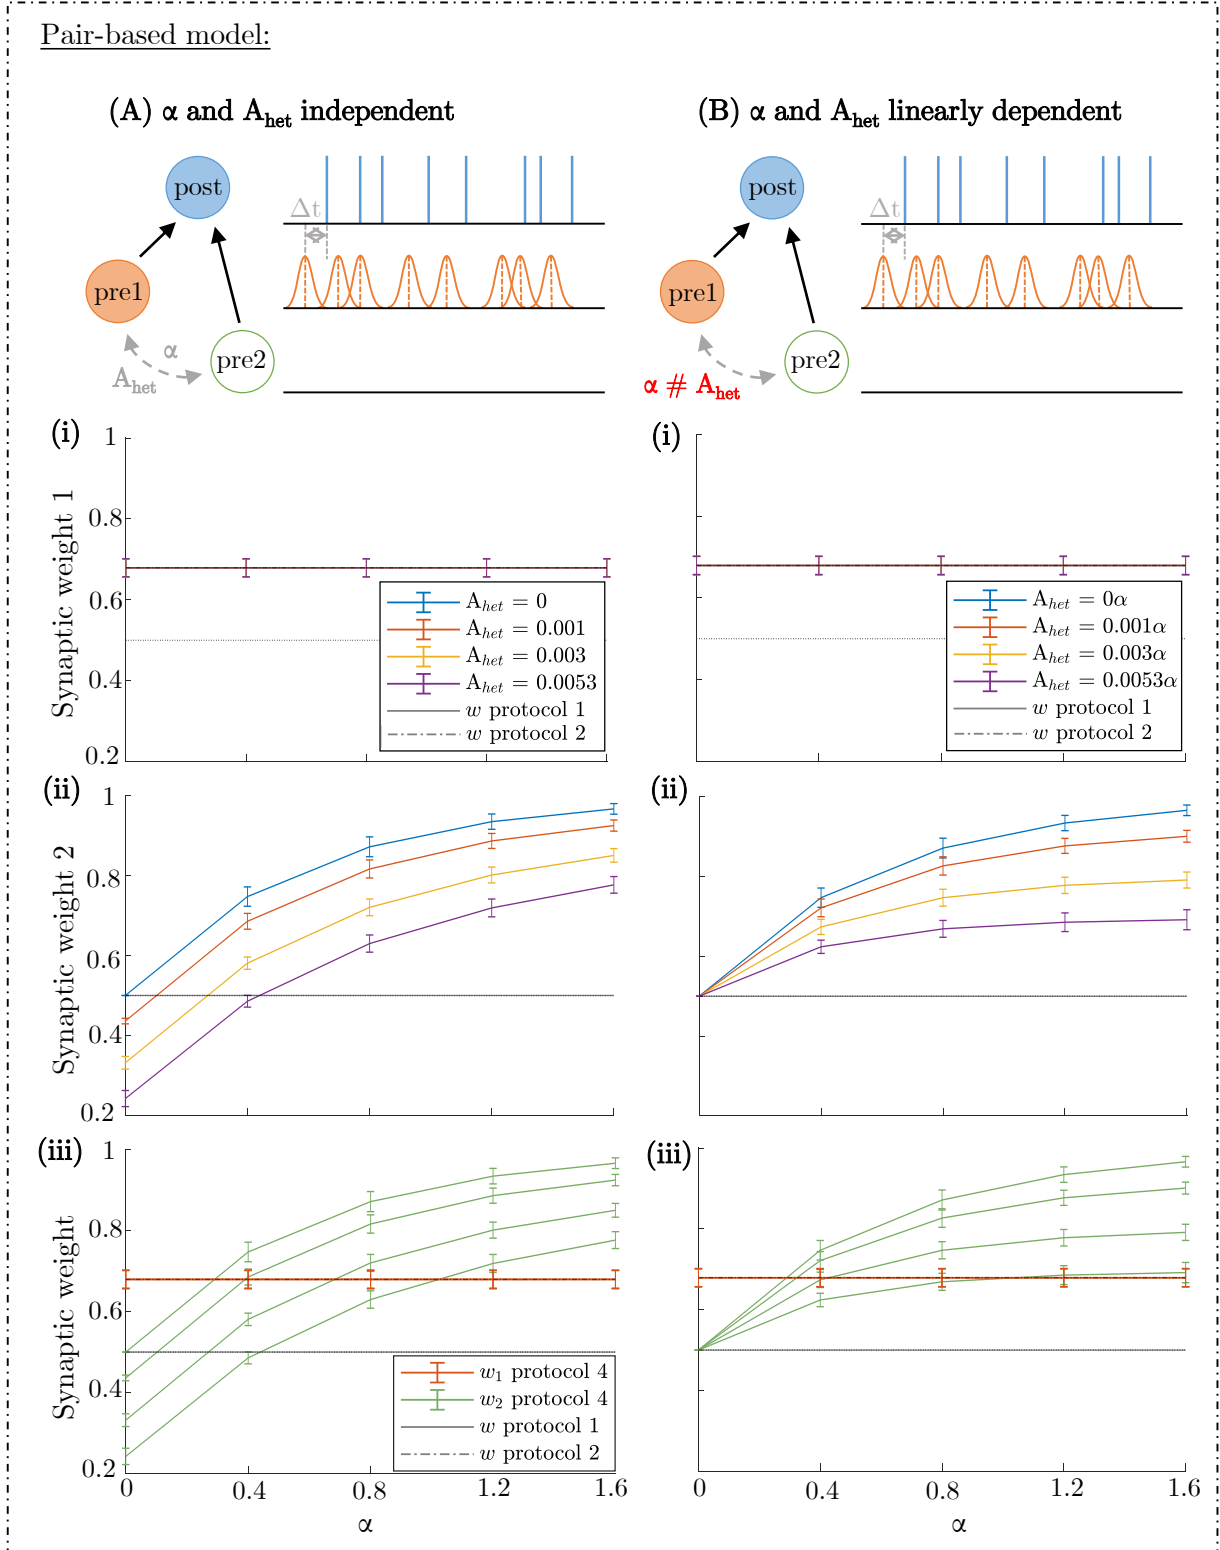 Pair-based model:
(A) α and A_het independent
post
Δt
pre1
pre2
α
A_het
(B) α and A_het linearly dependent
post
Δt
pre1
pre2
α # A_het
(i)
1
0.8
0.6
0.4
0.2
Synaptic weight 1
A_het = 0
A_het = 0.001
A_het = 0.003
A_het = 0.0053
w protocol 1
w protocol 2
(i)
A_het = 0α
A_het = 0.001α
A_het = 0.003α
A_het = 0.0053α
w protocol 1
w protocol 2
(ii)
1
0.8
0.6
0.4
0.2
Synaptic weight 2
(ii)
(iii)
1
0.8
0.6
0.4
0.2
Synaptic weight
w₁ protocol 4
w₂ protocol 4
w protocol 1
w protocol 2
0
0.4
0.8
1.2
1.6
α
(iii)
0
0.4
0.8
1.2
1.6
α